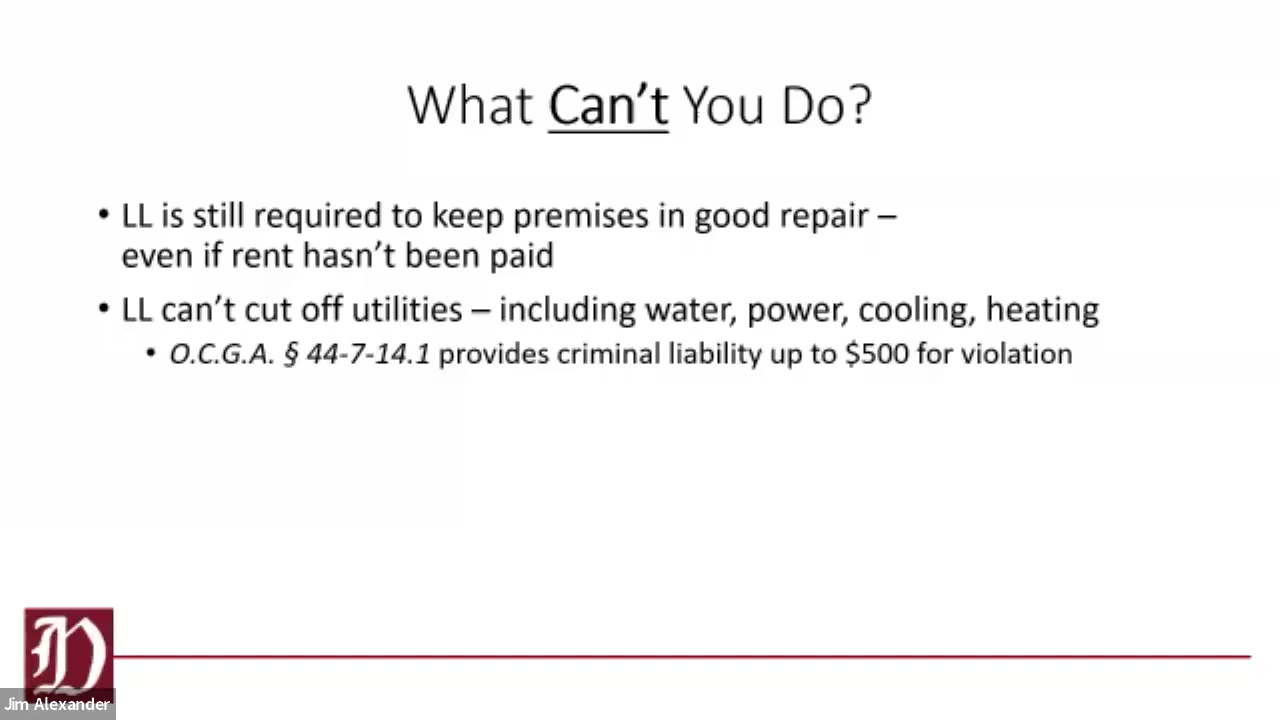 What Can’t You Do?
• LL is still required to keep premises in good repair –
even if rent hasn’t been paid
• LL can’t cut off utilities – including water, power, cooling, heating
• O.C.G.A. § 44-7-14.1 provides criminal liability up to $500 for violation
D
Jim Alexander